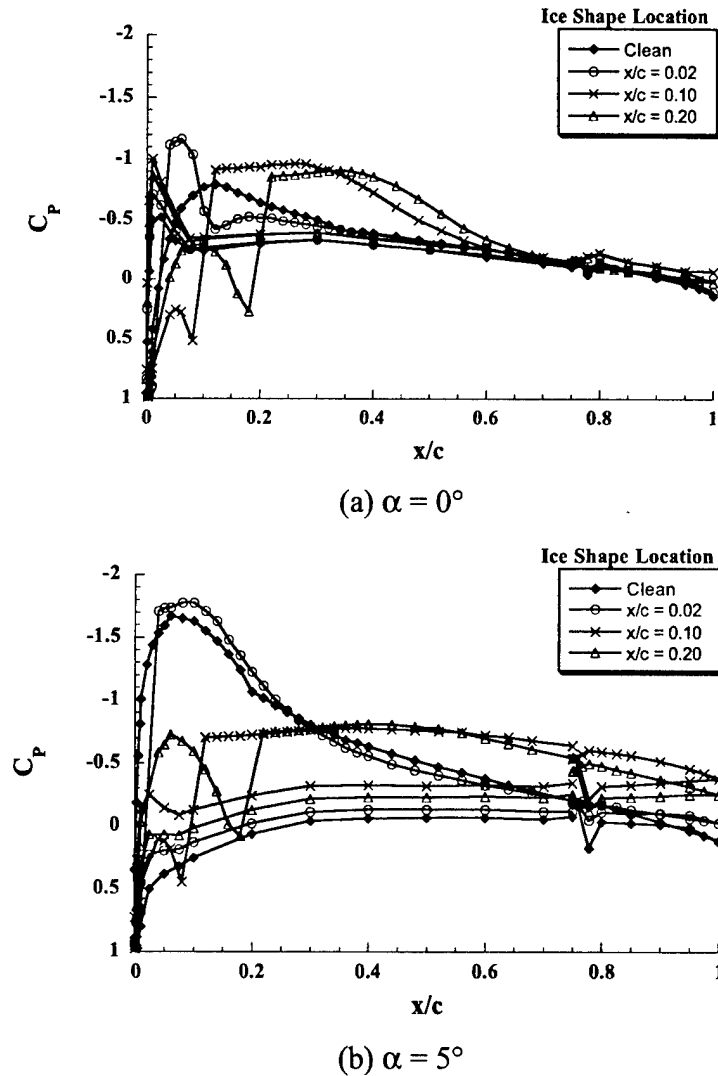 Ice Shape Location
Clean
x/c = 0.02
x/c = 0.10
x/c = 0.20
-2
-1.5
-1
-0.5
0
0.5
1
C_P
0 0.2 0.4 0.6 0.8 1
x/c
(a) α = 0°
Ice Shape Location
Clean
x/c = 0.02
x/c = 0.10
x/c = 0.20
-2
-1.5
-1
-0.5
0
0.5
1
C_P
0 0.2 0.4 0.6 0.8 1
x/c
(b) α = 5°